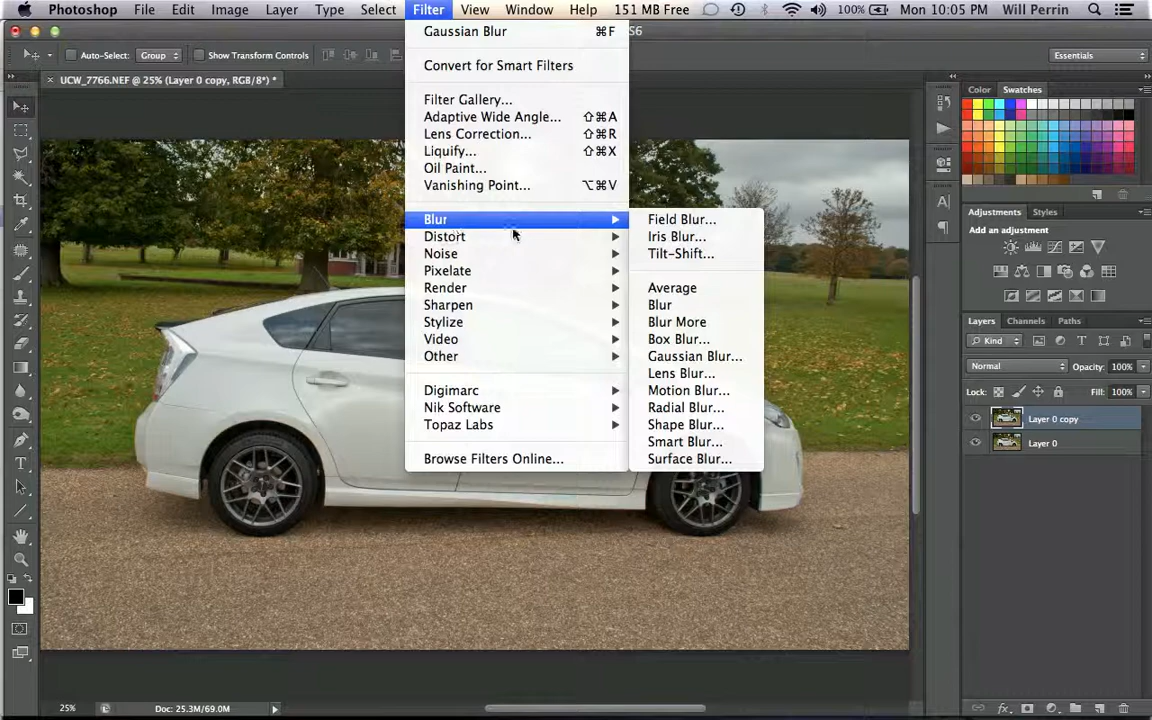 Photoshop File Edit Image Layer Type Select Filter View Window Help 151 MB Free 100% Mon 10:05 PM Will Perrin
S6
Auto-Select: Group Show Transform Controls Essentials
UCW_7766.NEF @ 25% (Layer 0 copy, RGB/8*) *
Gaussian Blur ⌘F
Convert for Smart Filters
Filter Gallery...
Adaptive Wide Angle... ⇧⌘A
Lens Correction... ⇧⌘R
Liquify... ⇧⌘X
Oil Paint...
Vanishing Point... ⌥⌘V
Blur
Distort
Noise
Pixelate
Render
Sharpen
Stylize
Video
Other
Digimarc
Nik Software
Topaz Labs
Browse Filters Online...
Field Blur...
Iris Blur...
Tilt-Shift...
Average
Blur
Blur More
Box Blur...
Gaussian Blur...
Lens Blur...
Motion Blur...
Radial Blur...
Shape Blur...
Smart Blur...
Surface Blur...
Color Swatches
Adjustments Styles
Add an adjustment
Layers Channels Paths
Kind
Normal Opacity: 100%
Lock: Fill: 100%
Layer 0 copy
Layer 0
25% Doc: 25.3M/69.0M